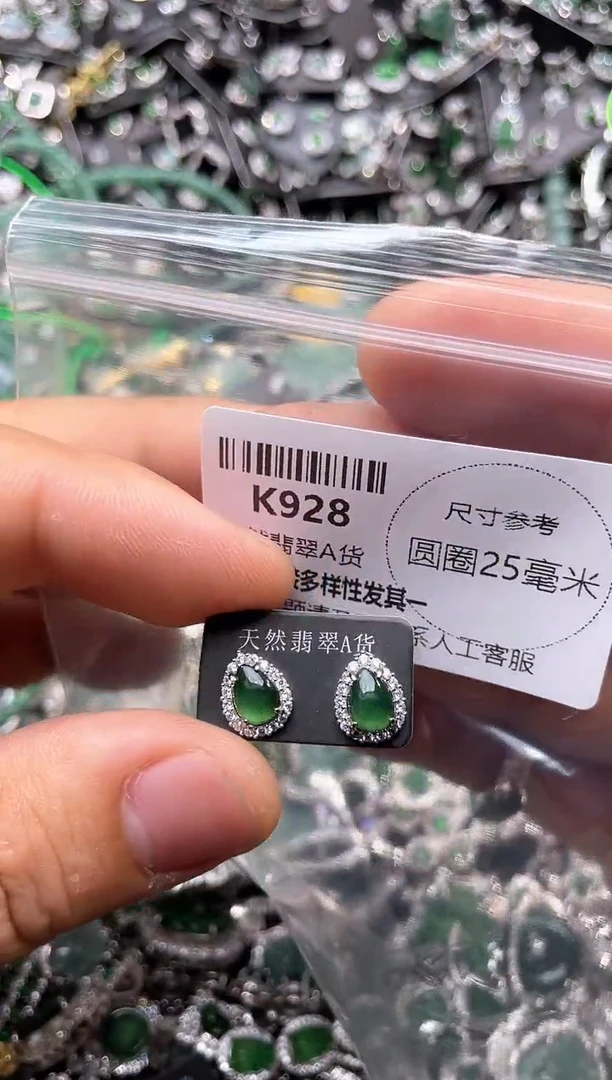 K928
尺寸参考
翡翠A货
圆圈25毫米
多样性发其一
系人工客服
天然翡翠A货